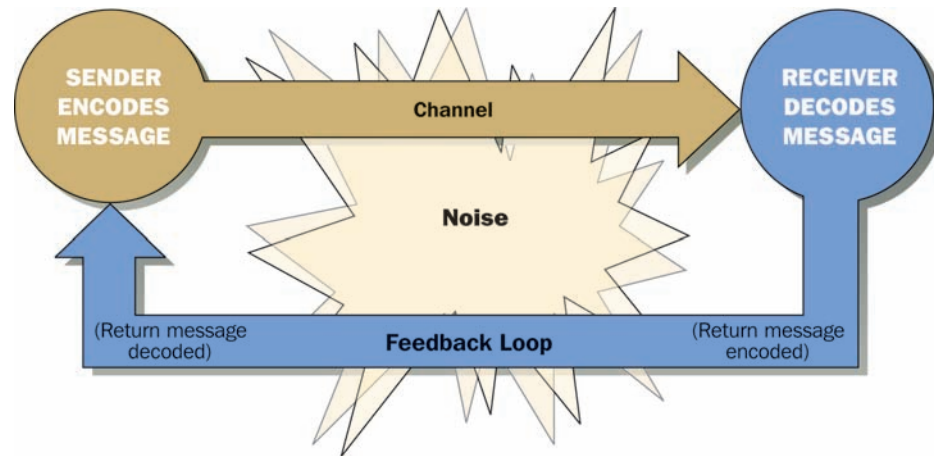 SENDER
ENCODES
MESSAGE
Channel
RECEIVER
DECODES
MESSAGE
Noise
(Return message
decoded)
Feedback Loop
(Return message
encoded)